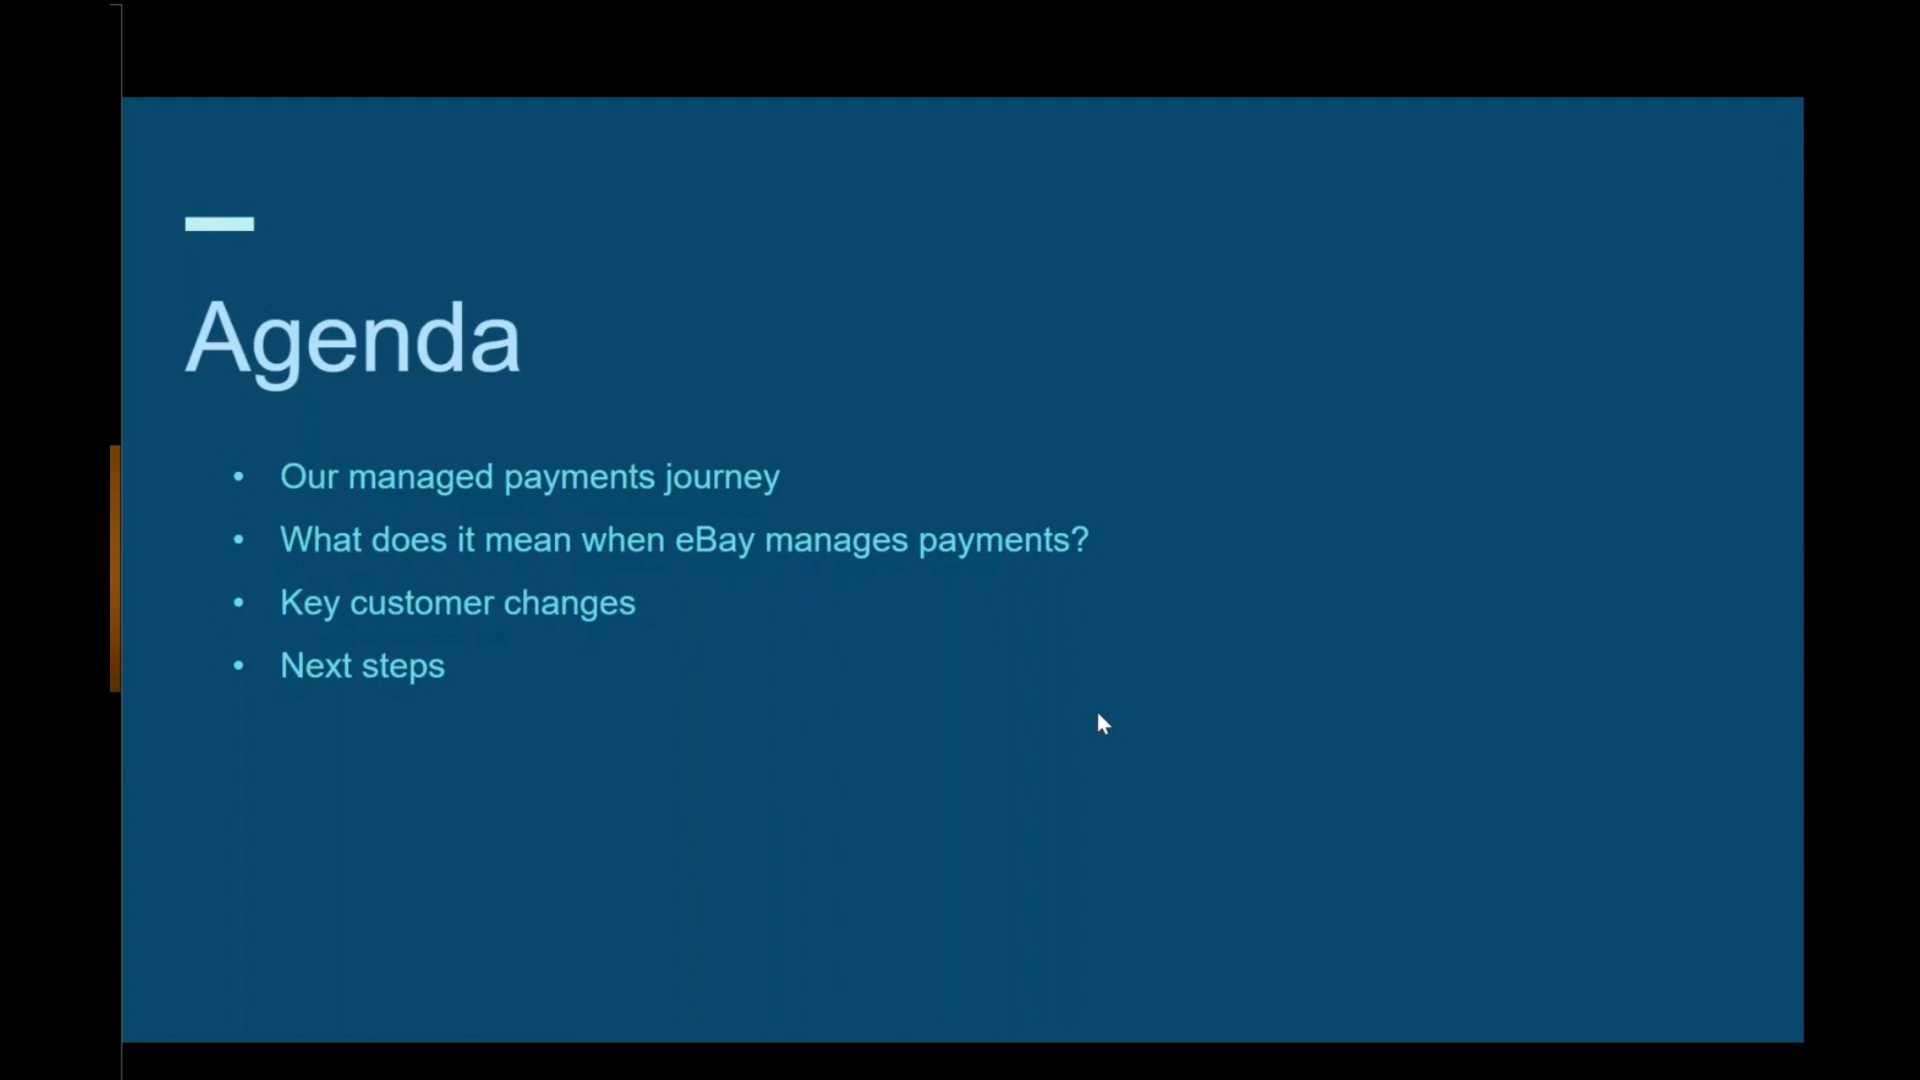 Agenda
• Our managed payments journey
• What does it mean when eBay manages payments?
• Key customer changes
• Next steps